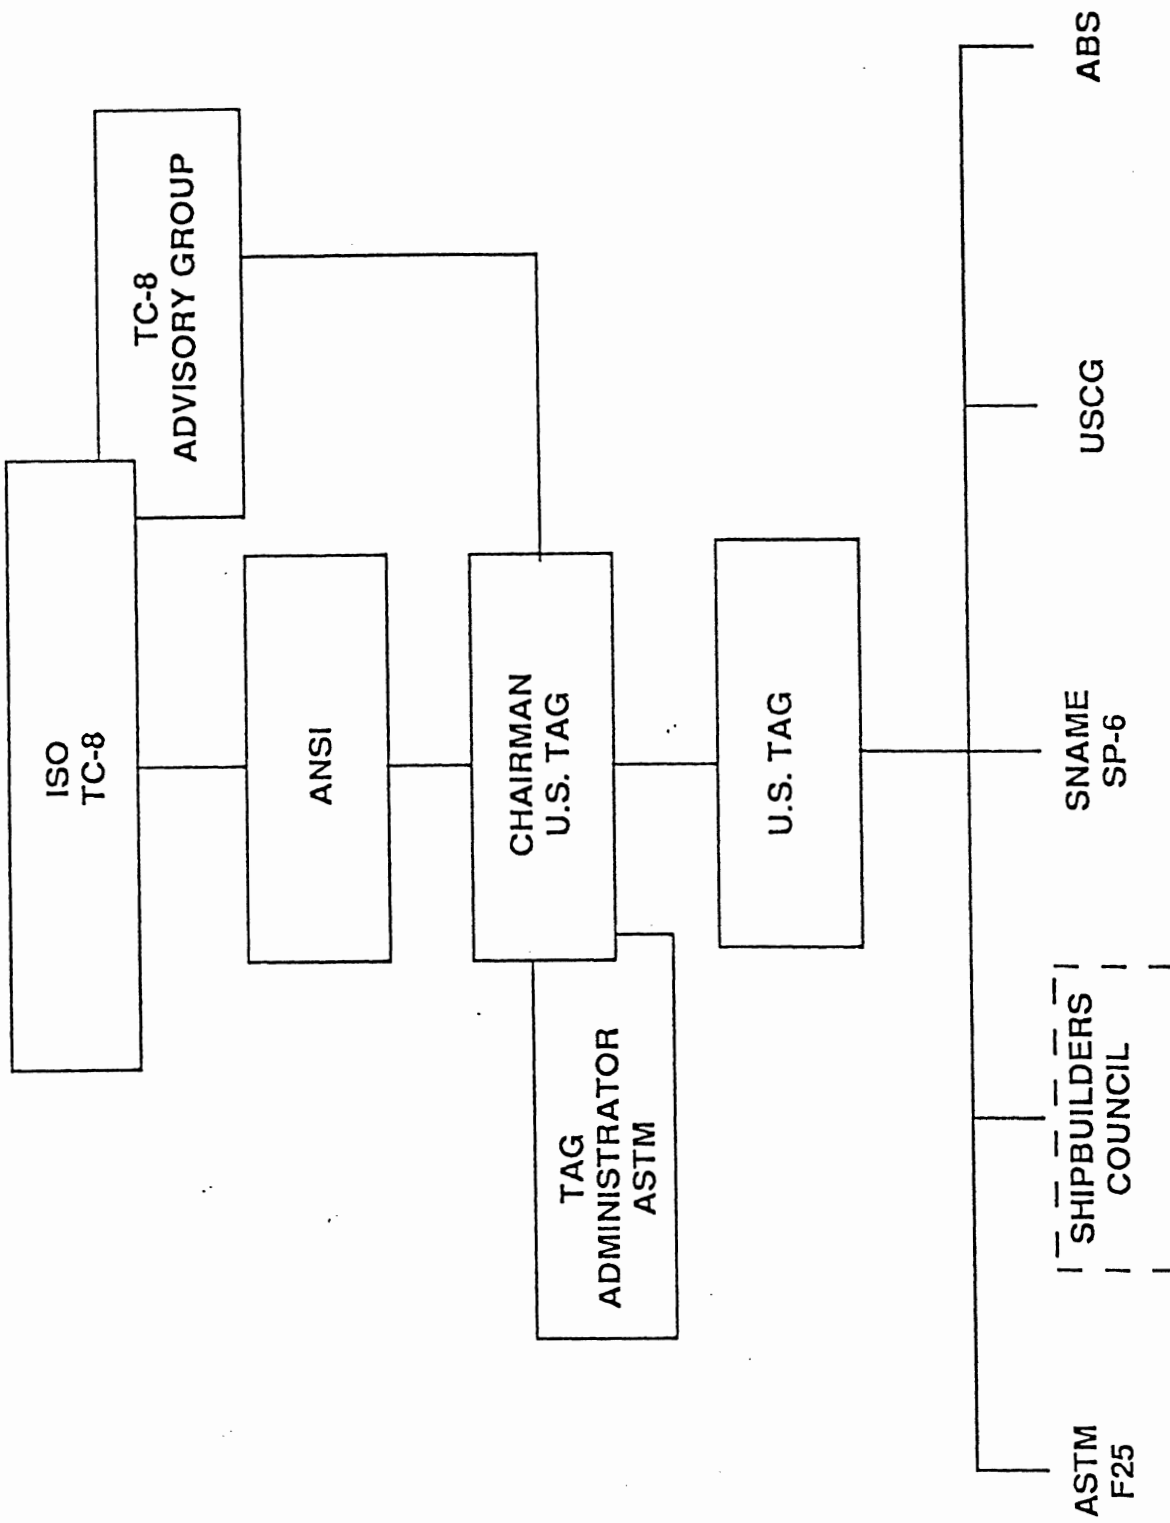 ISO
TC-8
TC-8
ADVISORY GROUP
ANSI
CHAIRMAN
U.S. TAG
TAG
ADMINISTRATOR
ASTM
U.S. TAG
ASTM
F25
SHIPBUILDERS
COUNCIL
SNAME
SP-6
USCG
ABS